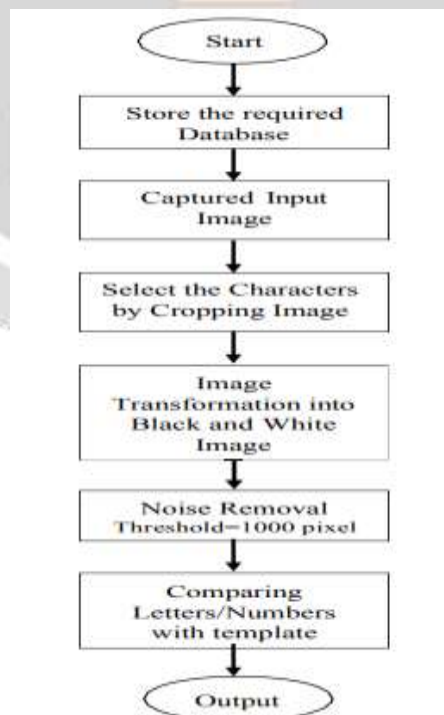 Start
Store the required
Database
Captured Input
Image
Select the Characters
by Cropping Image
Image
Transformation into
Black and White
Image
Noise Removal
Threshold=1000 pixel
Comparing
Letters/Numbers
with template
Output